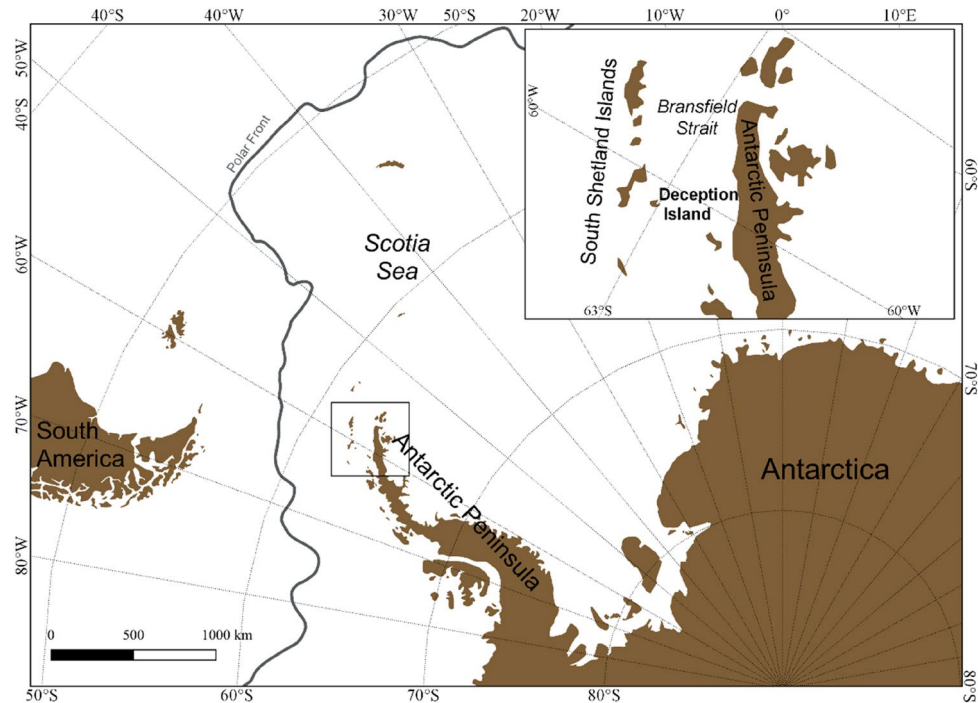 40°S
40°W
50°S
20°W
10°W
0°
10°E
50°W
40°S
60°W
70°W
80°W
Polar Front
Scotia
Sea
South
America
Antarctic Peninsula
Antarctica
60°W
South Shetland Islands
Bransfield
Strait
Deception
Island
Antarctic Peninsula
63°S
60°W
60°S
70°S
80°S
0
500
1000 km
50°S
60°S
70°S
80°S